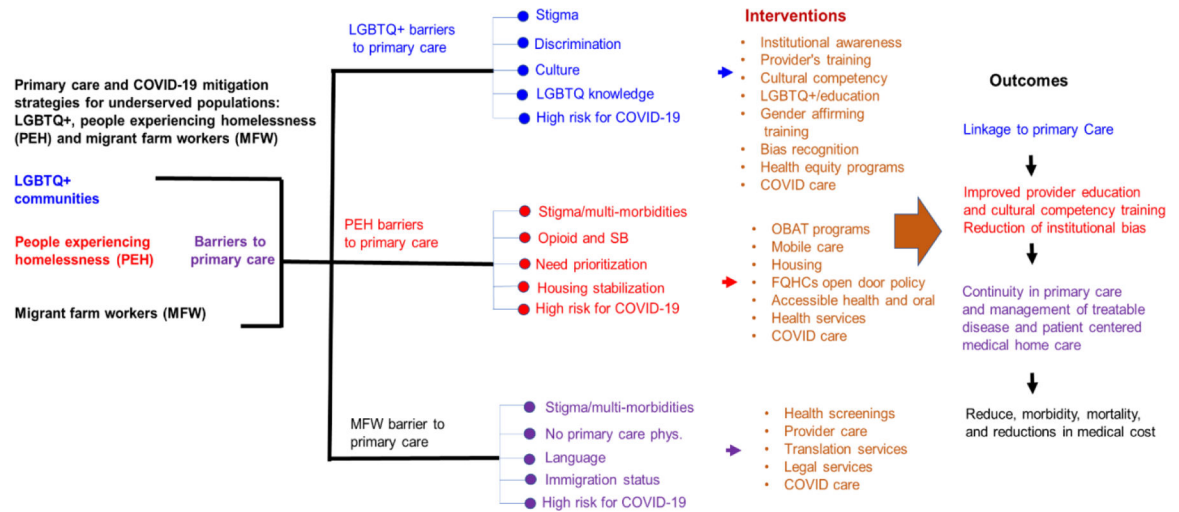 Primary care and COVID-19 mitigation
strategies for underserved populations:
LGBTQ+, people experiencing homelessness
(PEH) and migrant farm workers (MFW)
LGBTQ+
communities
People experiencing
homelessness (PEH)
Migrant farm workers (MFW)
Barriers to
primary care
LGBTQ+ barriers
to primary care
Stigma
Discrimination
Culture
LGBTQ knowledge
High risk for COVID-19
PEH barriers
to primary care
Stigma/multi-morbidities
Opioid and SB
Need prioritization
Housing stabilization
High risk for COVID-19
MFW barrier to
primary care
Stigma/multi-morbidities
No primary care phys.
Language
Immigration status
High risk for COVID-19
Interventions
• Institutional awareness
• Provider's training
• Cultural competency
• LGBTQ+/education
• Gender affirming
training
• Bias recognition
• Health equity programs
• COVID care
• OBAT programs
• Mobile care
• Housing
• FQHCs open door policy
• Accessible health and oral
• Health services
• COVID care
• Health screenings
• Provider care
• Translation services
• Legal services
• COVID care
Outcomes
Linkage to primary Care
Improved provider education
and cultural competency training
Reduction of institutional bias
Continuity in primary care
and management of treatable
disease and patient centered
medical home care
Reduce, morbidity, mortality,
and reductions in medical cost